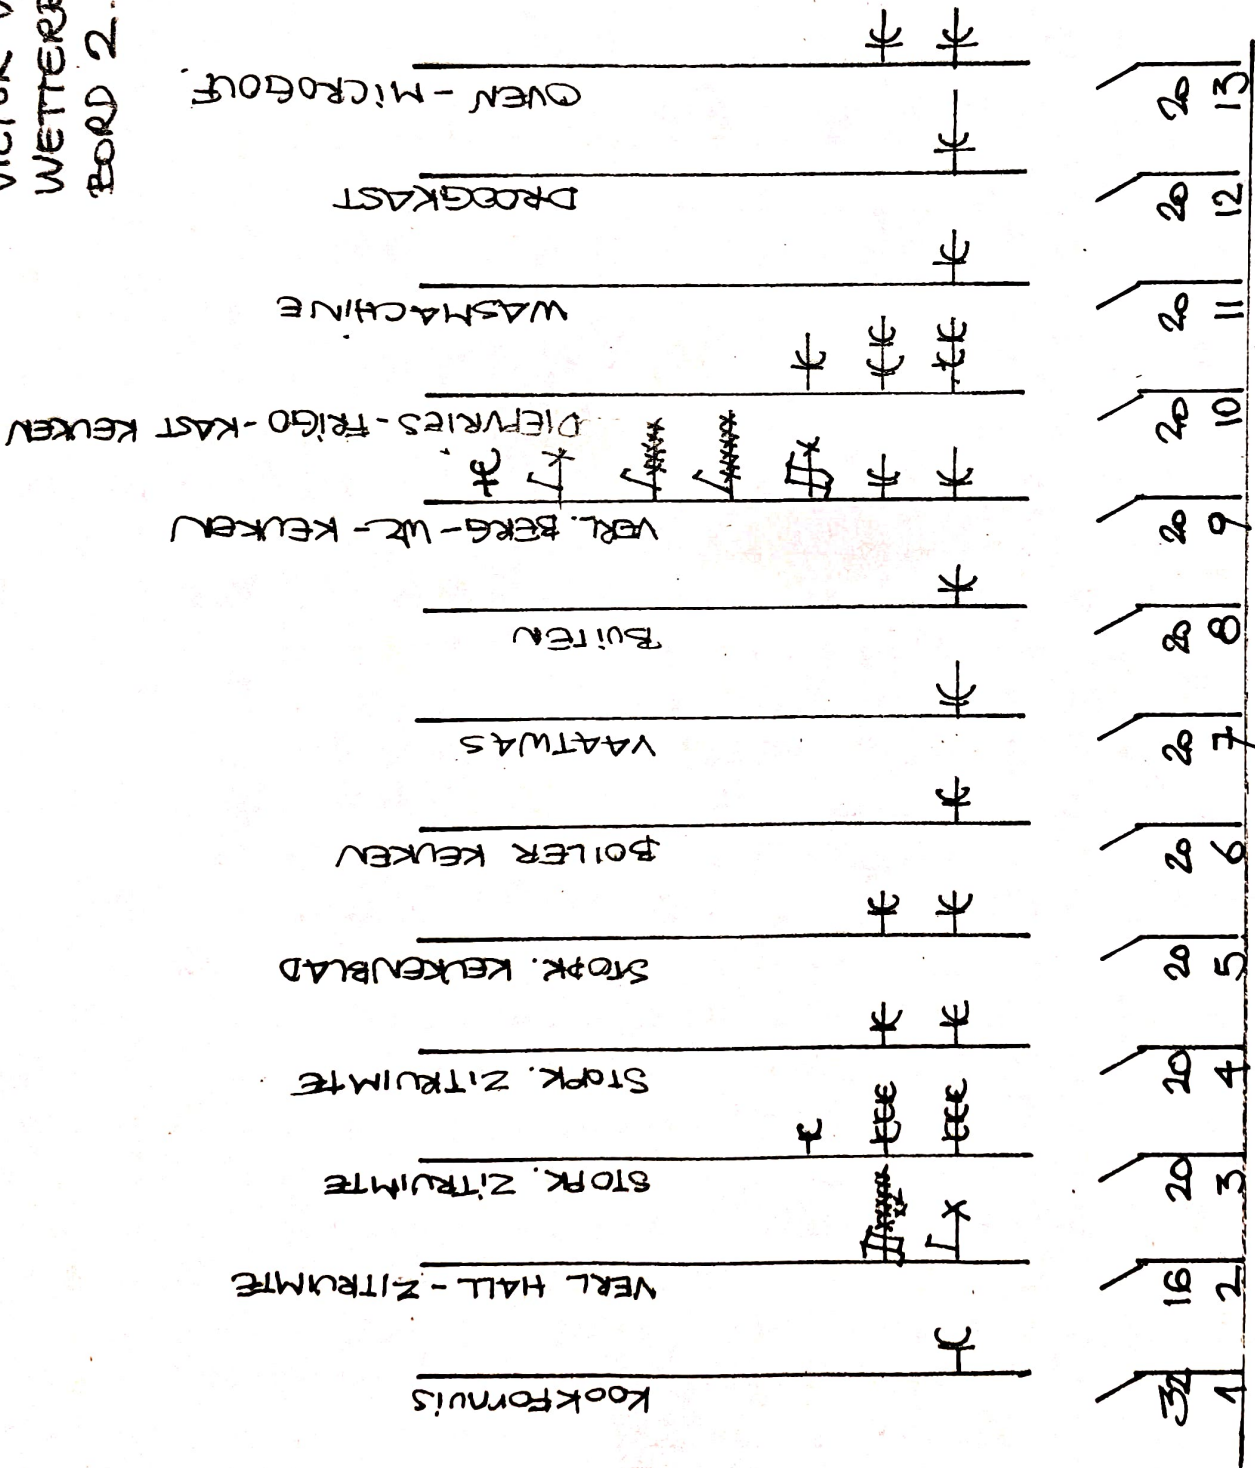 WETTERE
BORD 2.
OVEN - MiCROGOLF.
20
13
DROOGKAST
20
12
WASMACHiNE
20
11
DIEPVRIES - FRiGO - KAST KEUKEN
20
10
VERL. BERG - WC - KEUKEN
20
9
BUiTEN
20
8
VAATWAS
20
7
BOILER KEUKEN
20
6
STOPK. KEUKENBLAD
20
5
STOPK. ZITRUIMTE
20
4
STOPK. ZiTRUIMTE
20
3
VERL HALL - ZITRUIMTE
16
2
KOOKFORNUiS
32
1